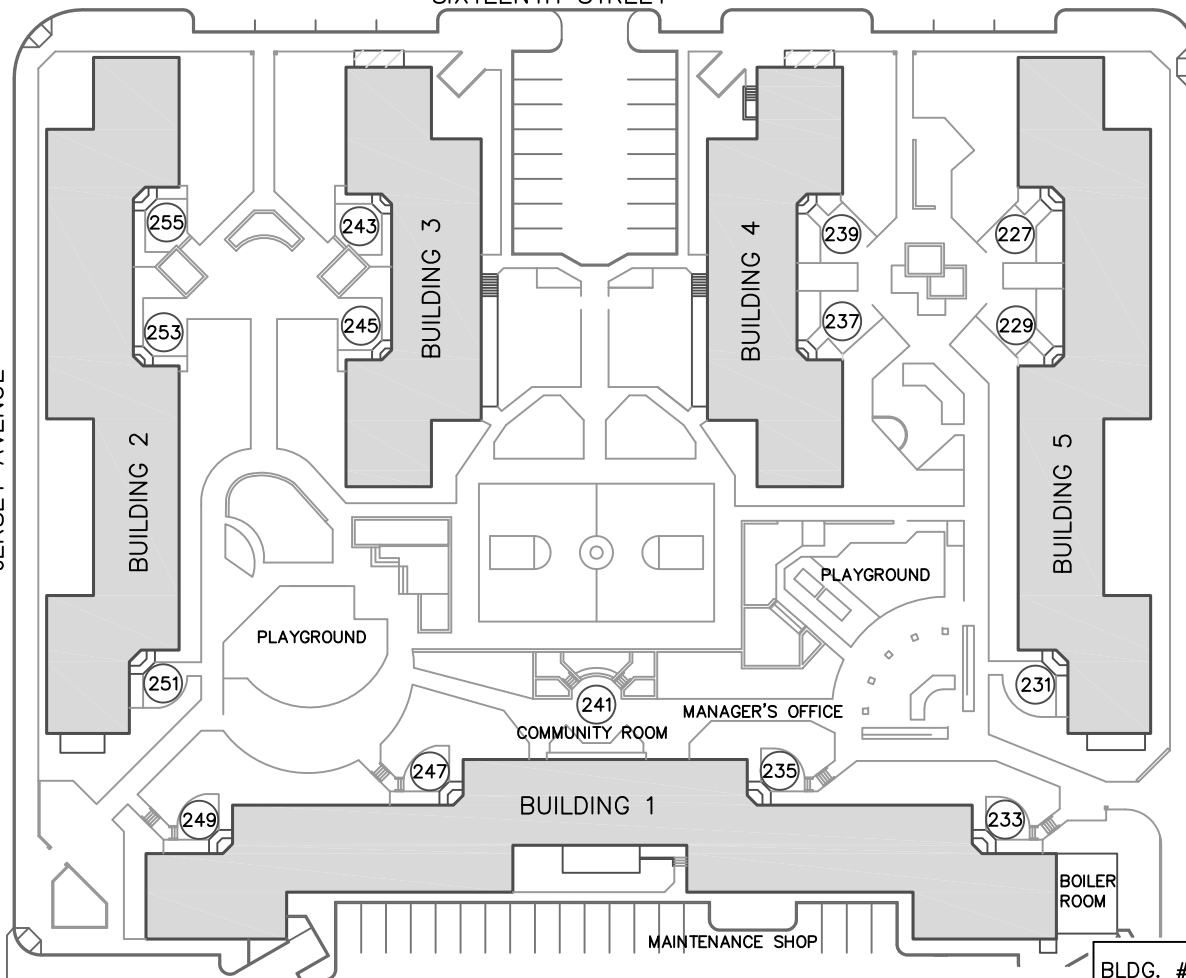 SIXTEENTH STREET
JERSEY AVENUE
255
243
239
227
BUILDING 3
BUILDING 4
253
245
237
229
BUILDING 2
BUILDING 5
PLAYGROUND
PLAYGROUND
251
241
231
MANAGER'S OFFICE
COMMUNITY ROOM
247
235
BUILDING 1
249
233
BOILER
ROOM
MAINTENANCE SHOP
BLDG. #